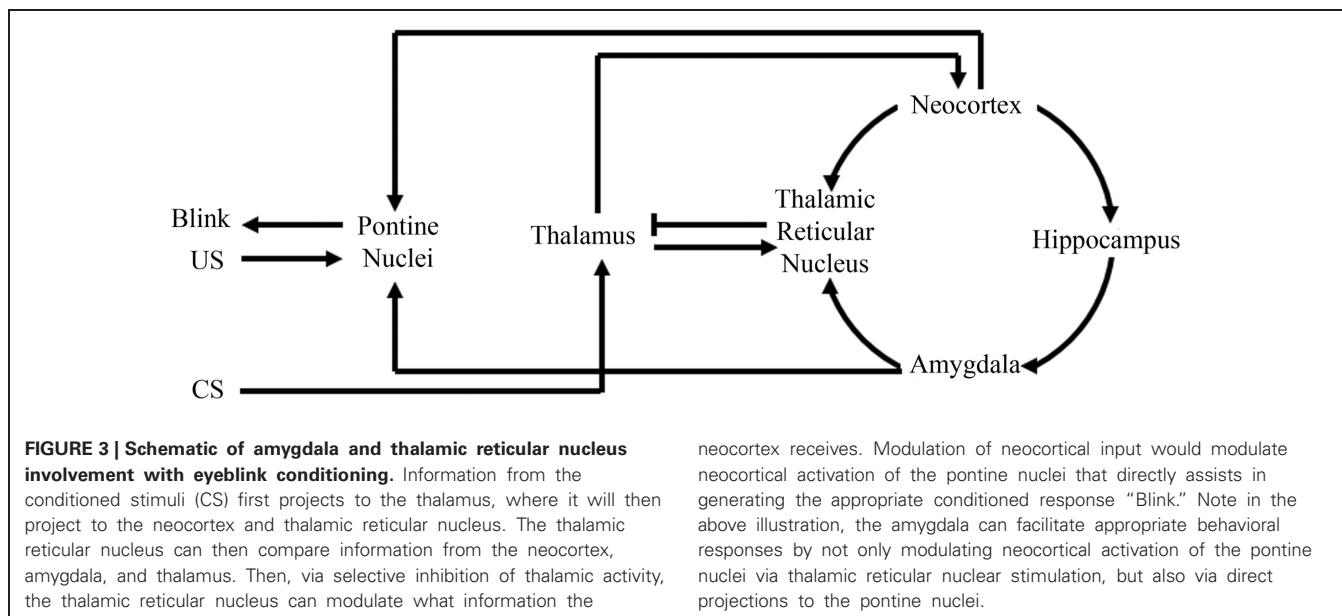 Neocortex
Thalamic
Reticular
Nucleus
Blink
Pontine
Nuclei
US
Thalamus
Hippocampus
Amygdala
CS
FIGURE 3 | Schematic of amygdala and thalamic reticular nucleus
involvement with eyeblink conditioning. Information from the
conditioned stimuli (CS) first projects to the thalamus, where it will then
project to the neocortex and thalamic reticular nucleus. The thalamic
reticular nucleus can then compare information from the neocortex,
amygdala, and thalamus. Then, via selective inhibition of thalamic activity,
the thalamic reticular nucleus can modulate what information the
neocortex receives. Modulation of neocortical input would modulate
neocortical activation of the pontine nuclei that directly assists in
generating the appropriate conditioned response “Blink.” Note in the
above illustration, the amygdala can facilitate appropriate behavioral
responses by not only modulating neocortical activation of the pontine
nuclei via thalamic reticular nuclear stimulation, but also via direct
projections to the pontine nuclei.